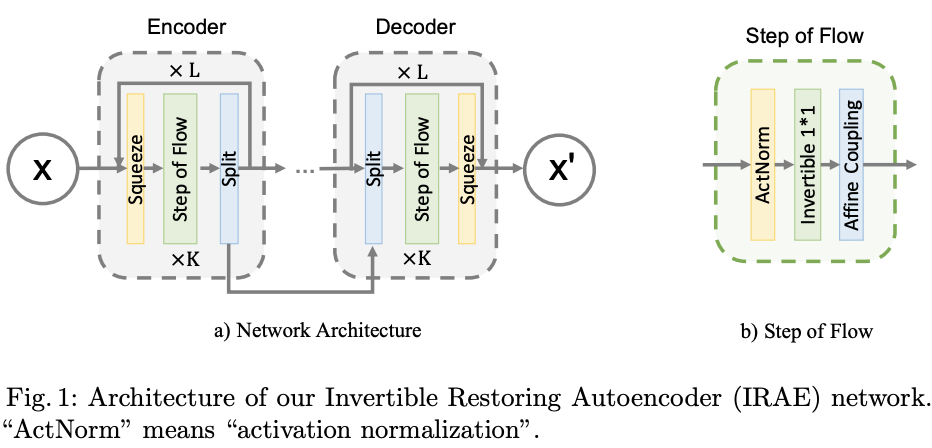 Encoder
Decoder
Step of Flow
× L
× L
X
Squeeze
Step of Flow
Split
...
Split
Step of Flow
Squeeze
X'
ActNorm
Invertible 1*1
Affine Coupling
×K
×K
a) Network Architecture
b) Step of Flow
Fig. 1: Architecture of our Invertible Restoring Autoencoder (IRAE) network.
“ActNorm” means “activation normalization”.